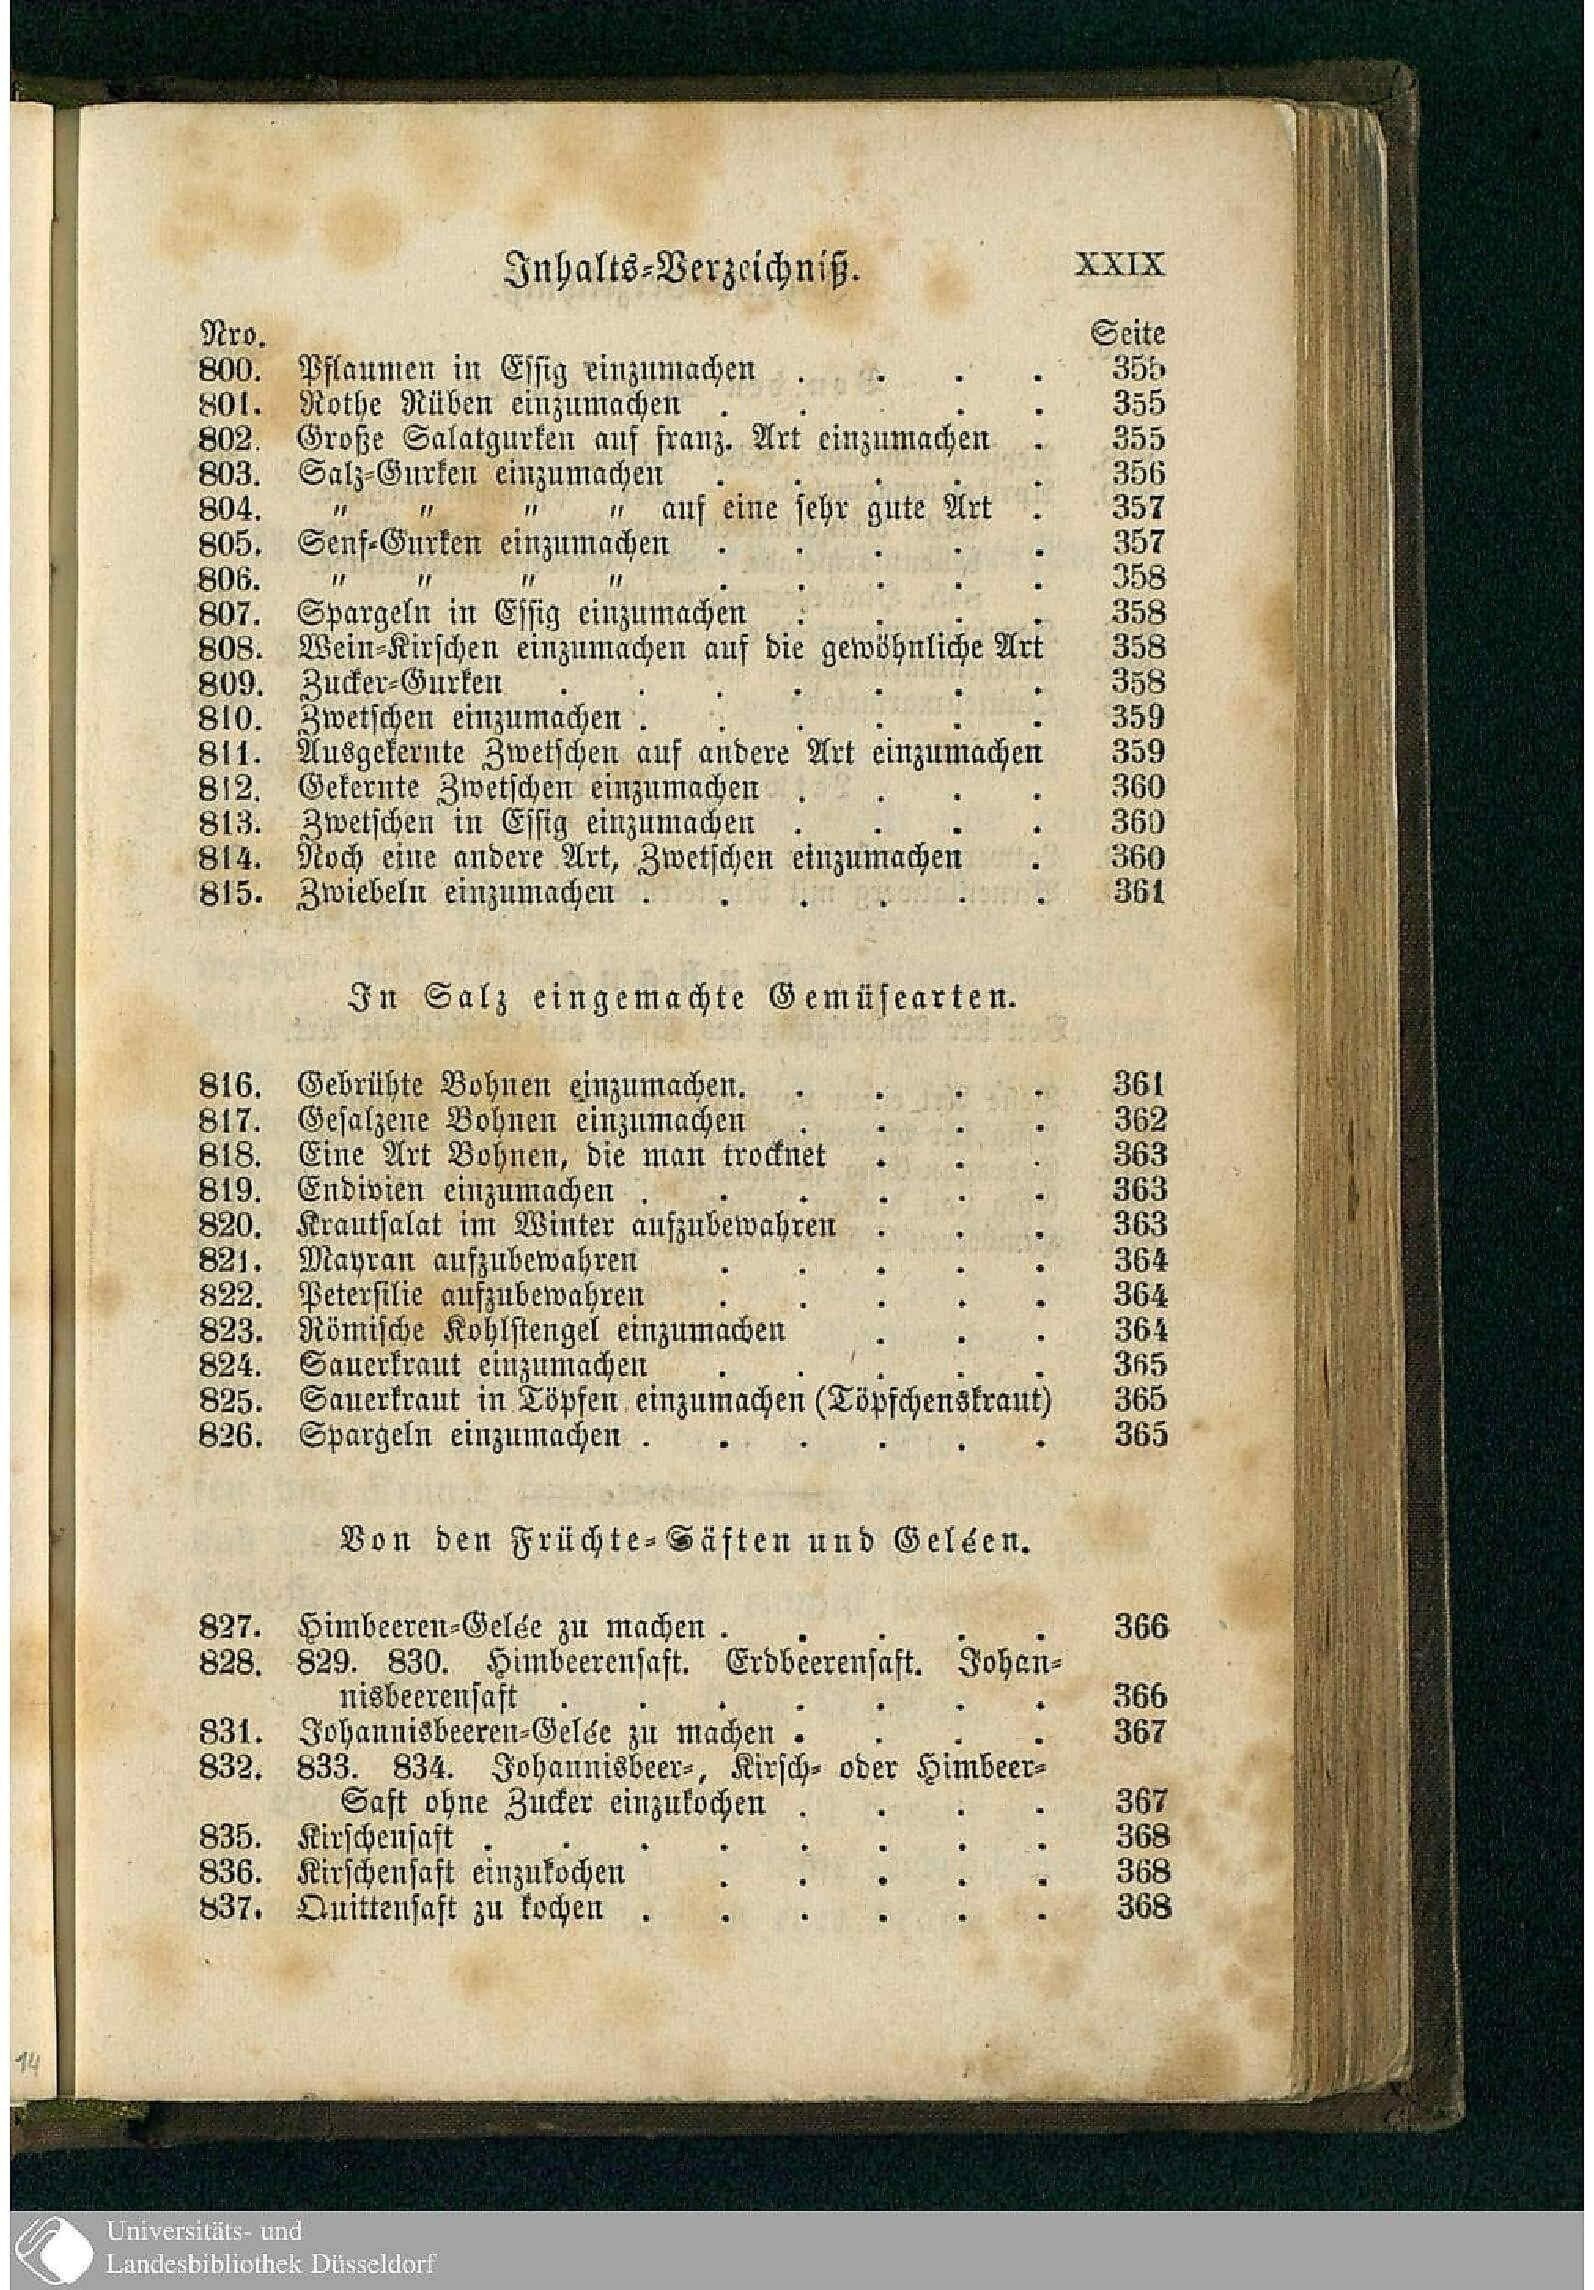 Inhalts-Verzeichniß. XXIX
Nro. Seite
800. Pflaumen in Essig einzumachen . . . . 355
801. Rothe Rüben einzumachen . . . . 355
802. Große Salatgurken auf franz. Art einzumachen . 355
803. Salz-Gurken einzumachen . . . . . 356
804. " " " " auf eine sehr gute Art . 357
805. Senf-Gurken einzumachen . . . . . 357
806. " " " " . . . . . 358
807. Spargeln in Essig einzumachen . . . . 358
808. Wein-Kirschen einzumachen auf die gewöhnliche Art 358
809. Zucker-Gurken . . . . . . . 358
810. Zwetschen einzumachen . . . . . . 359
811. Ausgekernte Zwetschen auf andere Art einzumachen 359
812. Gekernte Zwetschen einzumachen . . . . 360
813. Zwetschen in Essig einzumachen . . . . 360
814. Noch eine andere Art, Zwetschen einzumachen . 360
815. Zwiebeln einzumachen . . . . . . 361
In Salz eingemachte Gemüsearten.
816. Gebrühte Bohnen einzumachen. . . . . 361
817. Gesalzene Bohnen einzumachen . . . . 362
818. Eine Art Bohnen, die man trocknet . . . 363
819. Endivien einzumachen . . . . . . 363
820. Krautsalat im Winter aufzubewahren . . . 363
821. Mayran aufzubewahren . . . . . 364
822. Petersilie aufzubewahren . . . . . 364
823. Römische Kohlstengel einzumachen . . . 364
824. Sauerkraut einzumachen . . . . . 365
825. Sauerkraut in Töpfen einzumachen (Töpfchenskraut) 365
826. Spargeln einzumachen . . . . . . 365
Von den Früchte-Säften und Geléen.
827. Himbeeren-Gelée zu machen . . . . . 366
828. 829. 830. Himbeerensaft. Erdbeerensaft. Johan-
nisbeerensaft . . . . . . . 366
831. Johannisbeeren-Gelée zu machen . . . . 367
832. 833. 834. Johannisbeer-, Kirsch- oder Himbeer-
Saft ohne Zucker einzukochen . . . . 367
835. Kirschensaft . . . . . . . . 368
836. Kirschensaft einzukochen . . . . . 368
837. Quittensaft zu kochen . . . . . . 368
14
Universitäts- und
Landesbibliothek Düsseldorf